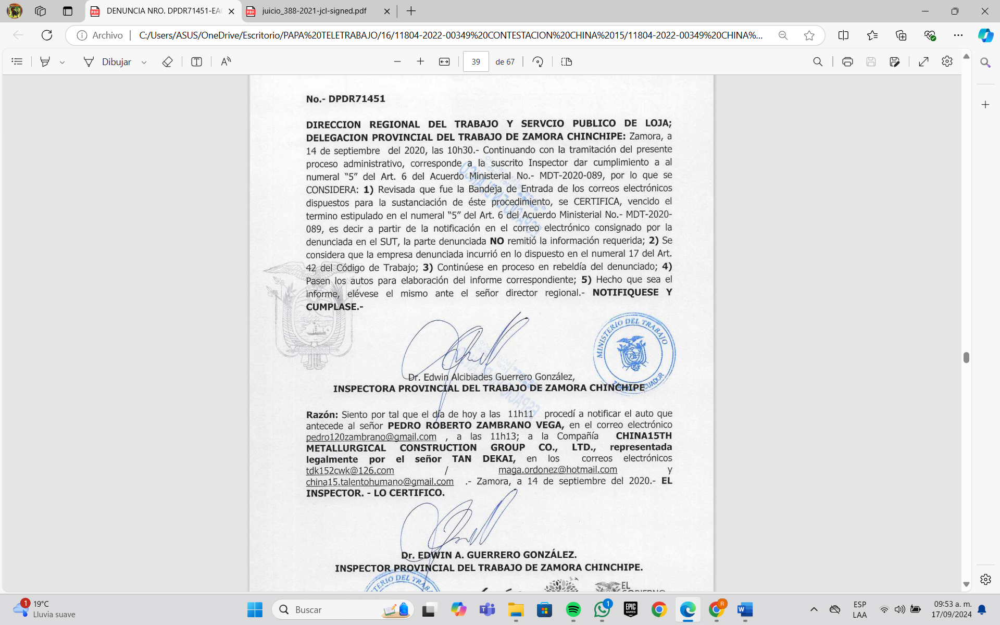 DENUNCIA NRO. DPDR71451-EAG
juicio_388-2021-jcl-signed.pdf
Archivo
C:/Users/ASUS/OneDrive/Escritorio/PAPA%20TELETRABAJO/16/11804-2022-00349%20CONTESTACION%20CHINA%2015/11804-2022-00349%20CHINA%...
Dibujar
39 de 67
No.- DPDR71451
DIRECCION REGIONAL DEL TRABAJO Y SERVCIO PUBLICO DE LOJA;
DELEGACION PROVINCIAL DEL TRABAJO DE ZAMORA CHINCHIPE: Zamora, a
14 de septiembre del 2020, las 10h30.- Continuando con la tramitación del presente
proceso administrativo, corresponde a la suscrito Inspector dar cumplimiento a al
numeral “5” del Art. 6 del Acuerdo Ministerial No.- MDT-2020-089, por lo que se
CONSIDERA: 1) Revisada que fue la Bandeja de Entrada de los correos electrónicos
dispuestos para la sustanciación de éste procedimiento, se CERTIFICA, vencido el
termino estipulado en el numeral “5” del Art. 6 del Acuerdo Ministerial No.- MDT-2020-
089, es decir a partir de la notificación en el correo electrónico consignado por la
denunciada en el SUT, la parte denunciada NO remitió la información requerida; 2) Se
considera que la empresa denunciada incurrió en lo dispuesto en el numeral 17 del Art.
42 del Código de Trabajo; 3) Continúese en proceso en rebeldía del denunciado; 4)
Pasen los autos para elaboración del informe correspondiente; 5) Hecho que sea el
informe, elévese el mismo ante el señor director regional.- NOTIFIQUESE Y
CUMPLASE.-
MINISTERIO DEL TRABAJO
Dr. Edwin Alcibiades Guerrero González,
INSPECTORA PROVINCIAL DEL TRABAJO DE ZAMORA CHINCHIPE
Razón: Siento por tal que el día de hoy a las 11h11 procedí a notificar el auto que
antecede al señor PEDRO ROBERTO ZAMBRANO VEGA, en el correo electrónico
pedro120zambrano@gmail.com , a las 11h13; a la Compañía CHINA15TH
METALLURGICAL CONSTRUCTION GROUP CO., LTD., representada
legalmente por el señor TAN DEKAI, en los correos electrónicos
tdk152cwk@126.com / maga.ordonez@hotmail.com y
china15.talentohumano@gmail.com .- Zamora, a 14 de septiembre del 2020.- EL
INSPECTOR. - LO CERTIFICO.
Dr. EDWIN A. GUERRERO GONZÁLEZ.
INSPECTOR PROVINCIAL DEL TRABAJO DE ZAMORA CHINCHIPE.
EL
1
19°C
Lluvia suave
Buscar
EPIC GAMES
1
R
ESP
LAA
09:53 a. m.
17/09/2024